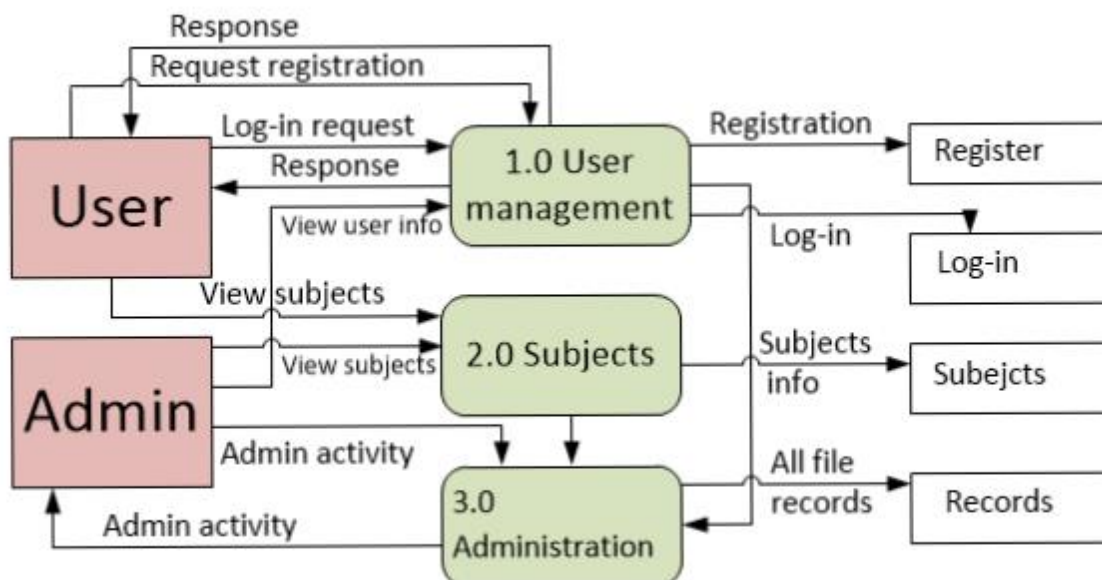 Response
Request registration
Log-in request
Response
User
View user info
1.0 User
management
Registration
Register
Log-in
Log-in
View subjects
View subjects
2.0 Subjects
Subjects
info
Subejcts
Admin
Admin activity
Admin activity
3.0
Administration
All file
records
Records